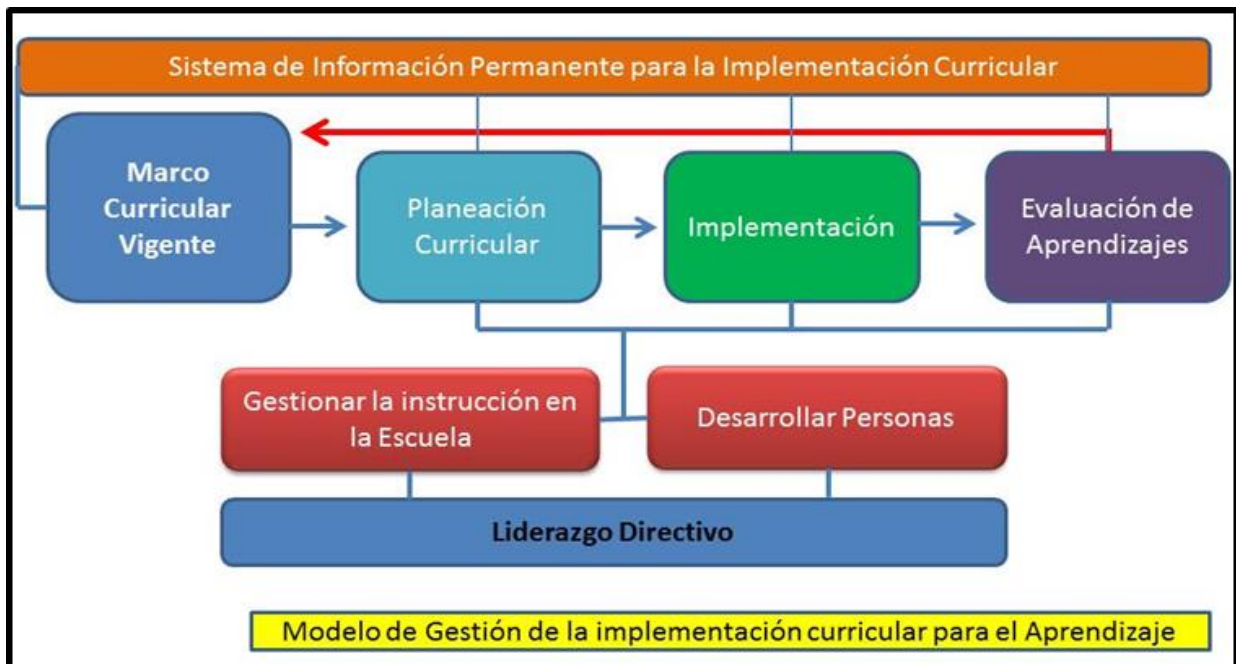 Sistema de Información Permanente para la Implementación Curricular
Marco
Curricular
Vigente
Planeación
Curricular
Implementación
Evaluación de
Aprendizajes
Gestionar la instrucción en
la Escuela
Desarrollar Personas
Liderazgo Directivo
Modelo de Gestión de la implementación curricular para el Aprendizaje